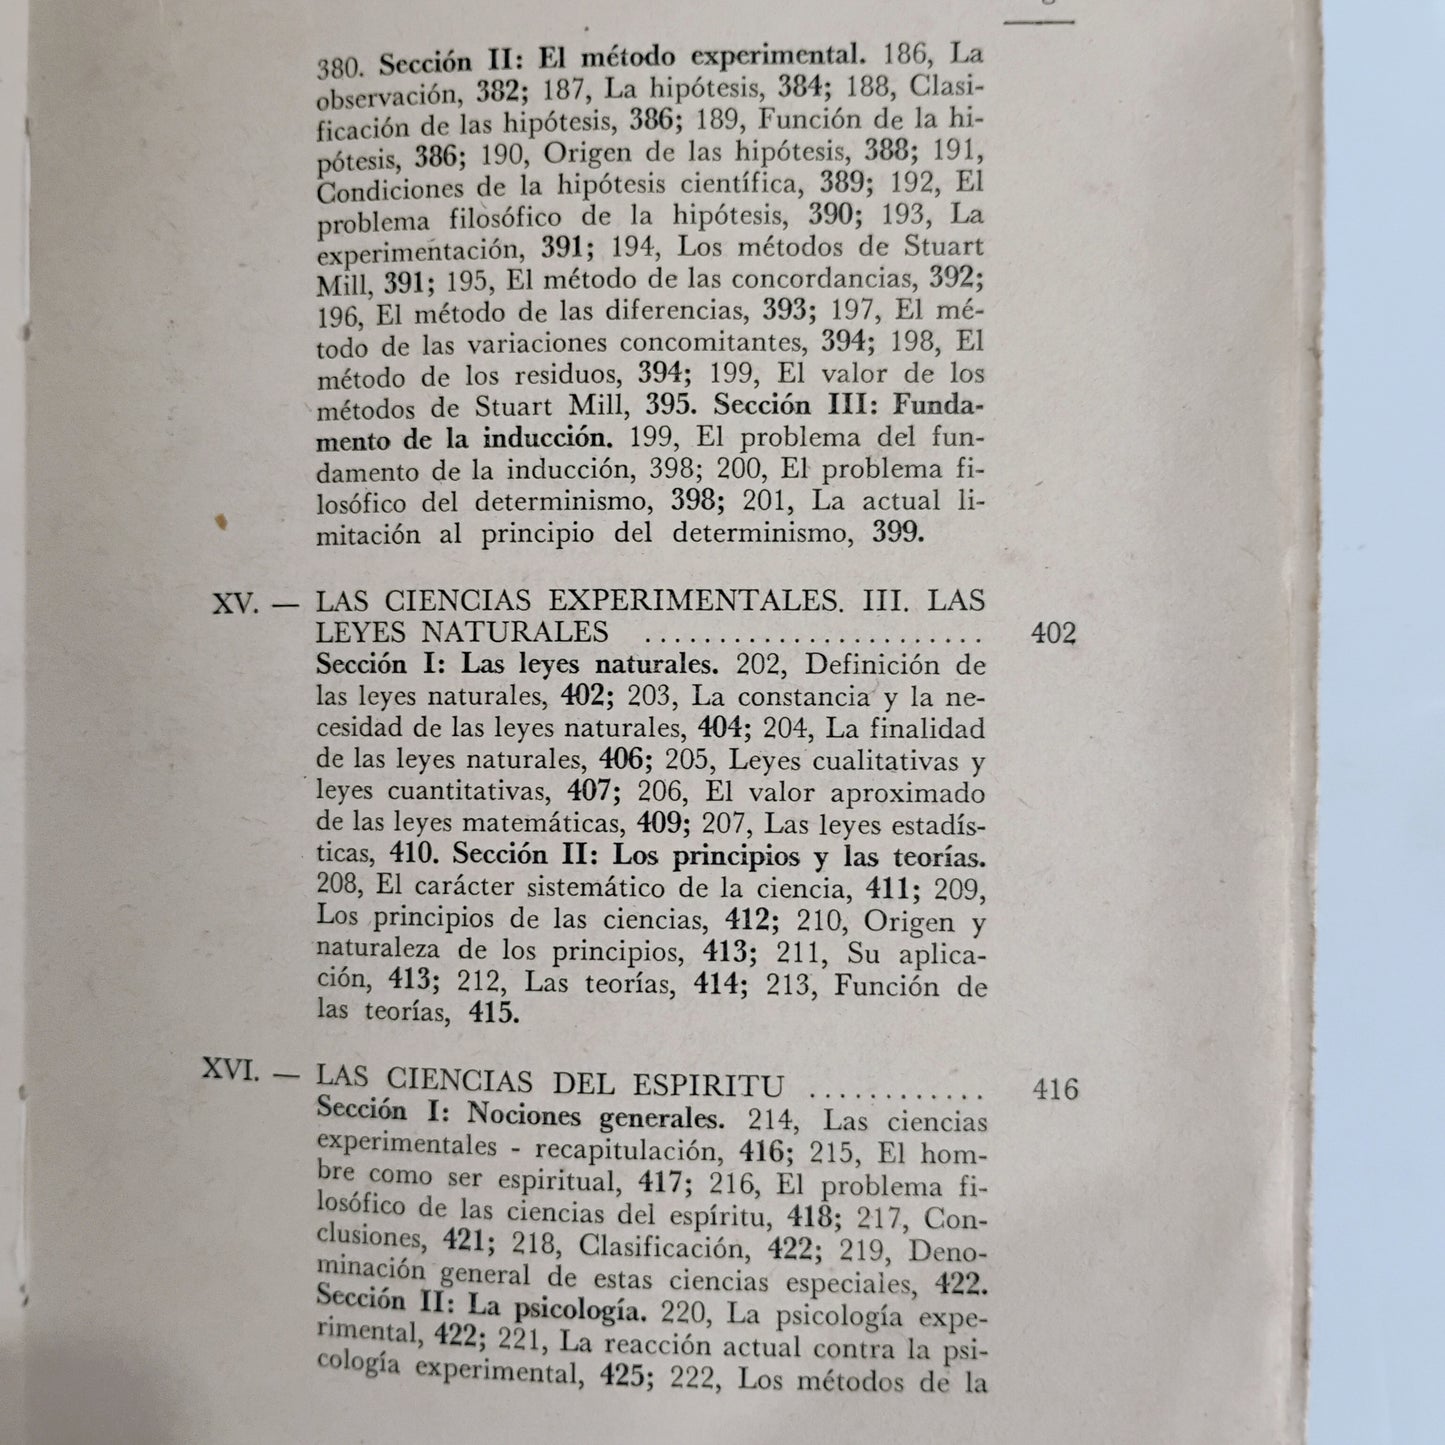 380. Sección II: El método experimental. 186, La
observación, 382; 187, La hipótesis, 384; 188, Clasi-
ficación de las hipótesis, 386; 189, Función de la hi-
pótesis, 386; 190, Origen de las hipótesis, 388; 191,
Condiciones de la hipótesis científica, 389; 192, El
problema filosófico de la hipótesis, 390; 193, La
experimentación, 391; 194, Los métodos de Stuart
Mill, 391; 195, El método de las concordancias, 392;
196, El método de las diferencias, 393; 197, El mé-
todo de las variaciones concomitantes, 394; 198, El
método de los residuos, 394; 199, El valor de los
métodos de Stuart Mill, 395. Sección III: Funda-
mento de la inducción. 199, El problema del fun-
damento de la inducción, 398; 200, El problema fi-
losófico del determinismo, 398; 201, La actual li-
mitación al principio del determinismo, 399.
XV. — LAS CIENCIAS EXPERIMENTALES. III. LAS
LEYES NATURALES ........................ 402
Sección I: Las leyes naturales. 202, Definición de
las leyes naturales, 402; 203, La constancia y la ne-
cesidad de las leyes naturales, 404; 204, La finalidad
de las leyes naturales, 406; 205, Leyes cualitativas y
leyes cuantitativas, 407; 206, El valor aproximado
de las leyes matemáticas, 409; 207, Las leyes estadís-
ticas, 410. Sección II: Los principios y las teorías.
208, El carácter sistemático de la ciencia, 411; 209,
Los principios de las ciencias, 412; 210, Origen y
naturaleza de los principios, 413; 211, Su aplica-
ción, 413; 212, Las teorías, 414; 213, Función de
las teorías, 415.
XVI. — LAS CIENCIAS DEL ESPIRITU ............ 416
Sección I: Nociones generales. 214, Las ciencias
experimentales - recapitulación, 416; 215, El hom-
bre como ser espiritual, 417; 216, El problema fi-
losófico de las ciencias del espíritu, 418; 217, Con-
clusiones, 421; 218, Clasificación, 422; 219, Deno-
minación general de estas ciencias especiales, 422.
Sección II: La psicología. 220, La psicología expe-
rimental, 422; 221, La reacción actual contra la psi-
cología experimental, 425; 222, Los métodos de la